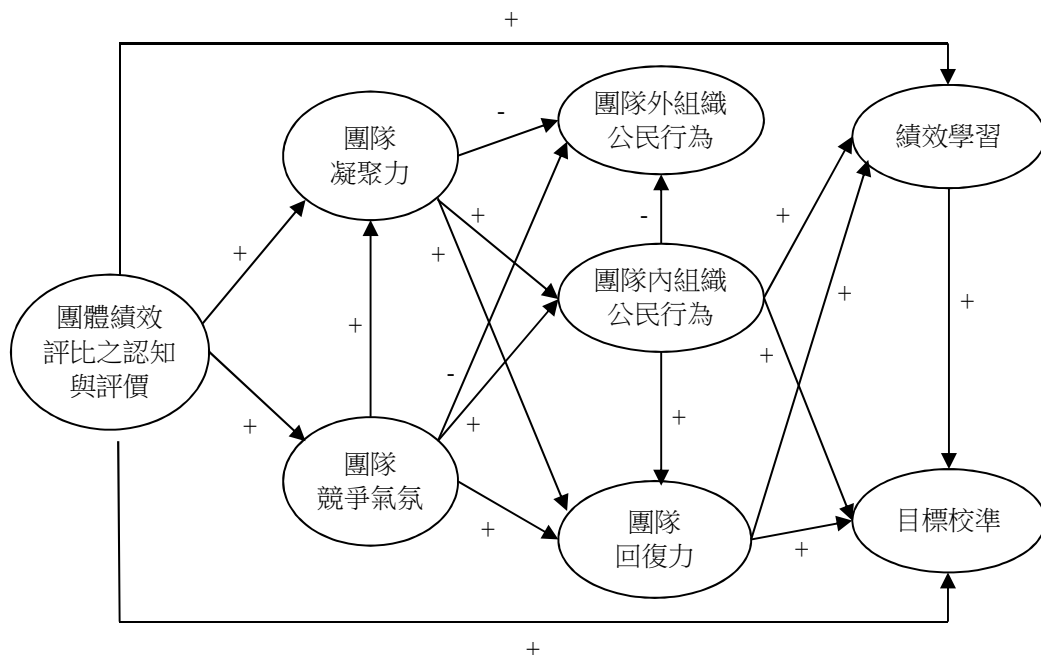 +
團隊外組織
公民行為
-
團隊
凝聚力
績效學習
+
-
+
+
+
團隊內組織
公民行為
+
+
團體績效
評比之認知
與評價
+
+
-
+
+
+
團隊
競爭氣氛
團隊
回復力
目標校準
+
+
+